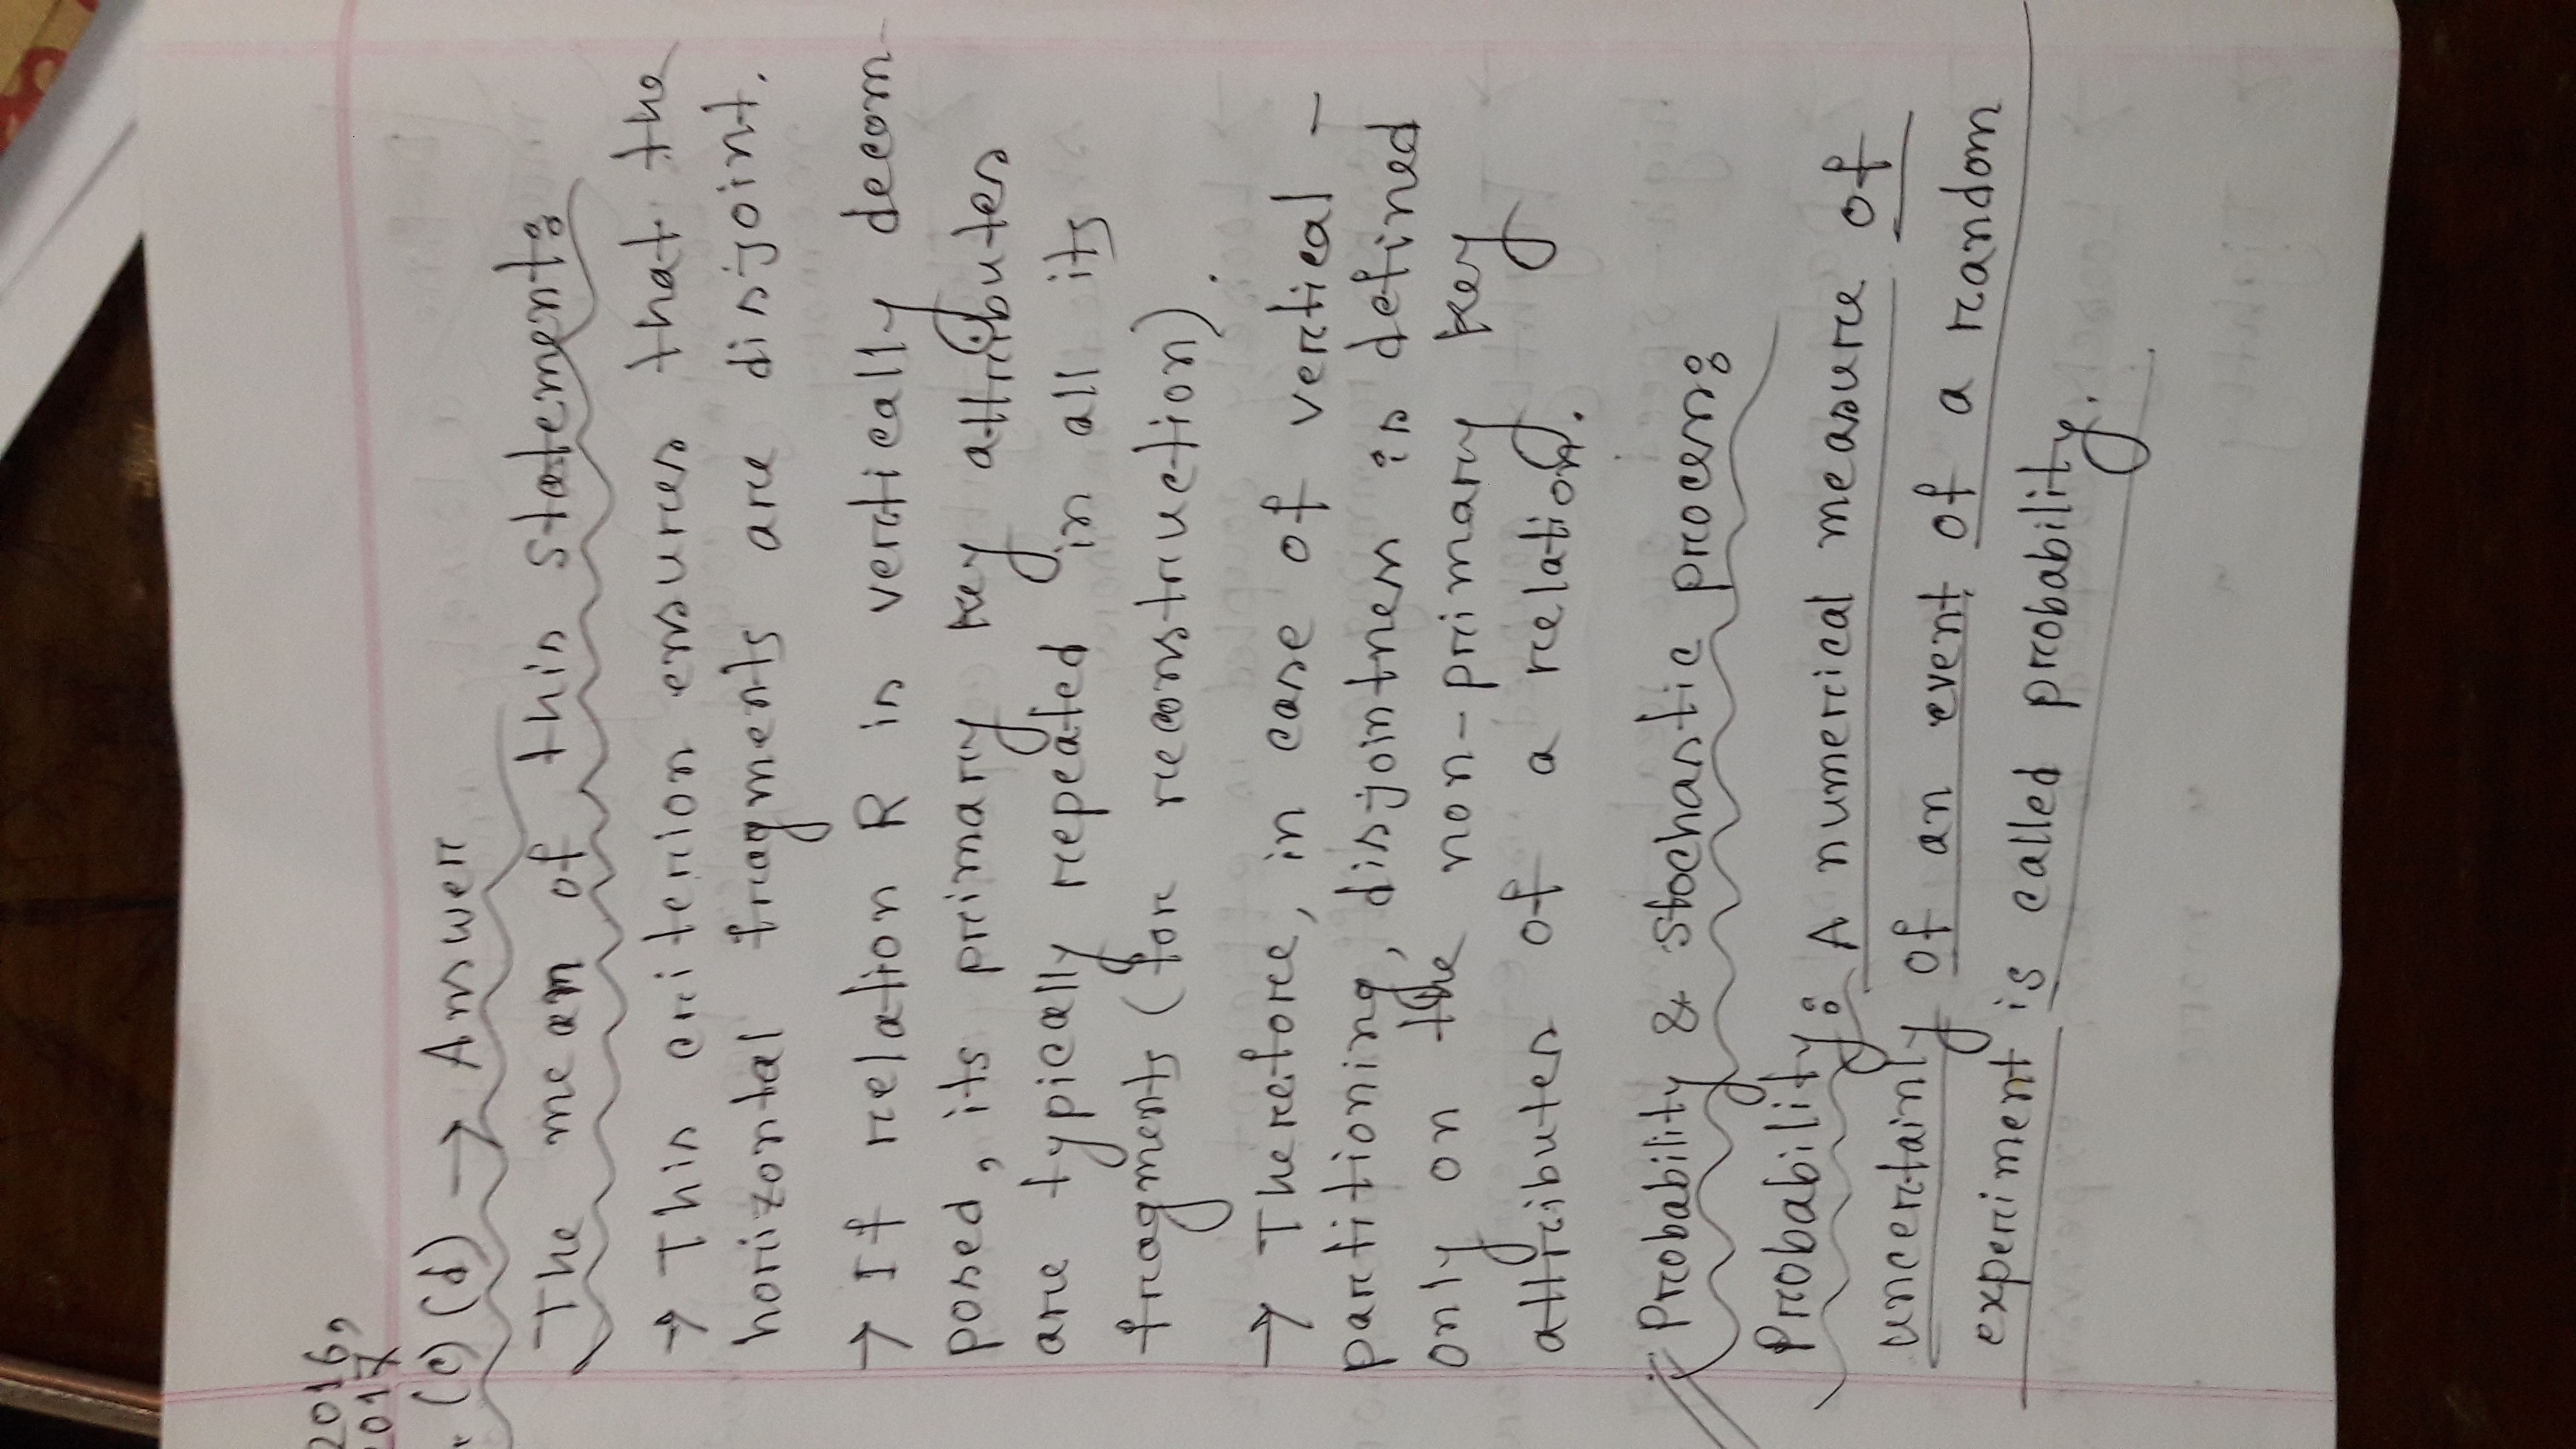 2016,
2017
(c) (d) → Answer
The mean of this statement:
→ This criterion ensures that the
horizontal fragments are disjoint.
→ If relation R is vertically decom-
posed, its primary key attributes
are typically repeated in all its
fragments (for reconstruction).
→ Therefore, in case of vertical -
partitioning, disjointness is defined
only on the non-primary key
attributes of a relation.
Probability & Stochastic process:
Probability: A numerical measure of
uncertainly of an event of a random
experiment is called probability.